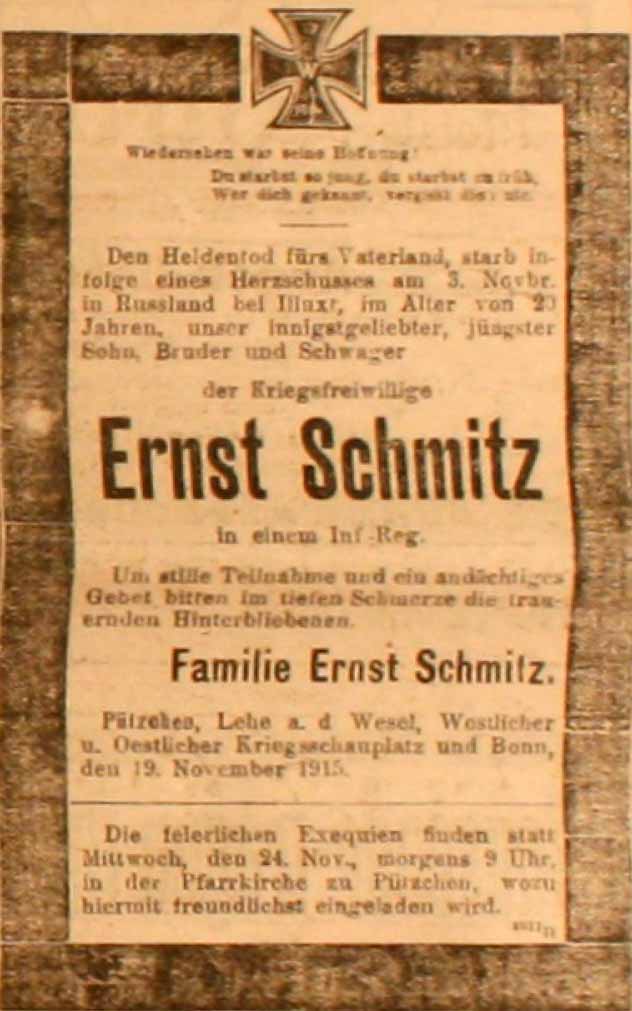 W
Wiedersehen war seine Hoffnung!
Du starbst so jung, du starbst zu früh,
Wer dich gekannt, vergisst dich nie.
Den Heldentod fürs Vaterland, starb in-
folge eines Herzschusses am 3. Novbr.
in Russland bei Illuxt, im Alter von 20
Jahren, unser innigstgeliebter, jüngster
Sohn, Bruder und Schwager
der Kriegsfreiwillige
Ernst Schmitz
in einem Inf-Reg.
Um stille Teilnahme und ein andächtiges
Gebet bitten im tiefen Schmerze die trau-
ernden Hinterbliebenen.
Familie Ernst Schmitz.
Pützchen, Lehe a. d Wesel, Westlicher
u. Oestlicher Kriegsschauplatz und Bonn,
den 19. November 1915.
Die feierlichen Exequien finden statt
Mittwoch, den 24. Nov., morgens 9 Uhr,
in der Pfarrkirche zu Pützchen, wozu
hiermit freundlichst eingeladen wird.